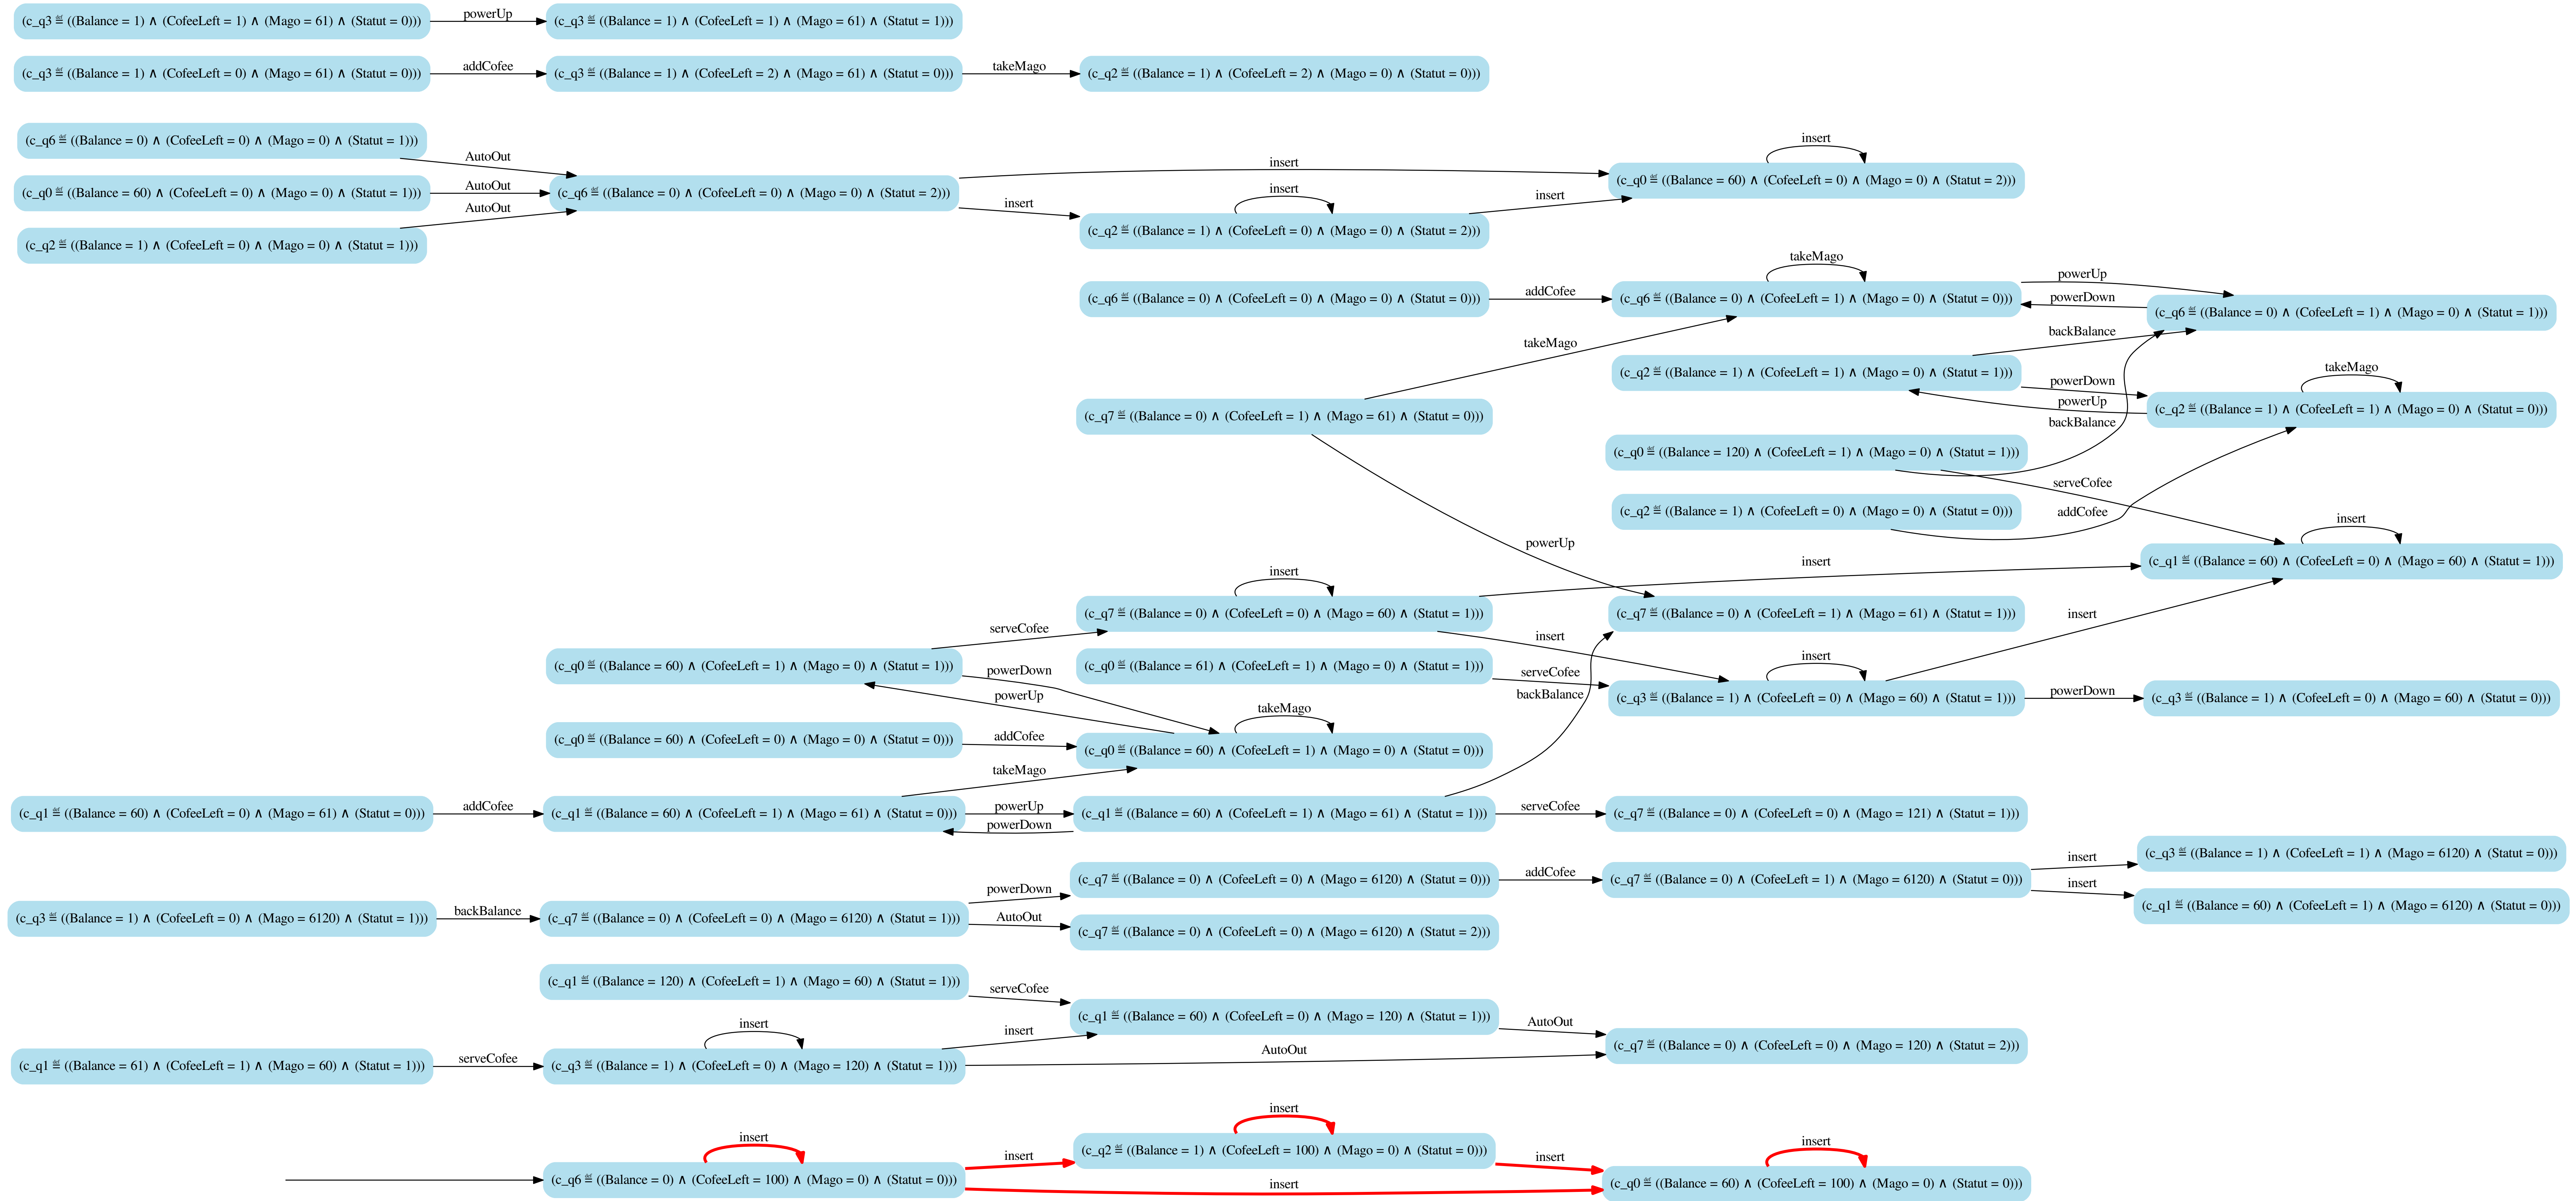 (c_q3 ≝ ((Balance = 1) ∧ (CofeeLeft = 1) ∧ (Mago = 61) ∧ (Statut = 0)))
powerUp
(c_q3 ≝ ((Balance = 1) ∧ (CofeeLeft = 1) ∧ (Mago = 61) ∧ (Statut = 1)))
(c_q3 ≝ ((Balance = 1) ∧ (CofeeLeft = 0) ∧ (Mago = 61) ∧ (Statut = 0)))
addCofee
(c_q3 ≝ ((Balance = 1) ∧ (CofeeLeft = 2) ∧ (Mago = 61) ∧ (Statut = 0)))
takeMago
(c_q2 ≝ ((Balance = 1) ∧ (CofeeLeft = 2) ∧ (Mago = 0) ∧ (Statut = 0)))
(c_q6 ≝ ((Balance = 0) ∧ (CofeeLeft = 0) ∧ (Mago = 0) ∧ (Statut = 1)))
AutoOut
(c_q0 ≝ ((Balance = 60) ∧ (CofeeLeft = 0) ∧ (Mago = 0) ∧ (Statut = 1)))
AutoOut
(c_q6 ≝ ((Balance = 0) ∧ (CofeeLeft = 0) ∧ (Mago = 0) ∧ (Statut = 2)))
AutoOut
(c_q2 ≝ ((Balance = 1) ∧ (CofeeLeft = 0) ∧ (Mago = 0) ∧ (Statut = 1)))
insert
insert
insert
(c_q2 ≝ ((Balance = 1) ∧ (CofeeLeft = 0) ∧ (Mago = 0) ∧ (Statut = 2)))
insert
insert
(c_q0 ≝ ((Balance = 60) ∧ (CofeeLeft = 0) ∧ (Mago = 0) ∧ (Statut = 2)))
(c_q6 ≝ ((Balance = 0) ∧ (CofeeLeft = 0) ∧ (Mago = 0) ∧ (Statut = 0)))
addCofee
takeMago
(c_q6 ≝ ((Balance = 0) ∧ (CofeeLeft = 1) ∧ (Mago = 0) ∧ (Statut = 0)))
powerUp
powerDown
(c_q6 ≝ ((Balance = 0) ∧ (CofeeLeft = 1) ∧ (Mago = 0) ∧ (Statut = 1)))
takeMago
backBalance
(c_q2 ≝ ((Balance = 1) ∧ (CofeeLeft = 1) ∧ (Mago = 0) ∧ (Statut = 1)))
powerDown
takeMago
powerUp
(c_q2 ≝ ((Balance = 1) ∧ (CofeeLeft = 1) ∧ (Mago = 0) ∧ (Statut = 0)))
(c_q7 ≝ ((Balance = 0) ∧ (CofeeLeft = 1) ∧ (Mago = 61) ∧ (Statut = 0)))
backBalance
(c_q0 ≝ ((Balance = 120) ∧ (CofeeLeft = 1) ∧ (Mago = 0) ∧ (Statut = 1)))
serveCofee
(c_q2 ≝ ((Balance = 1) ∧ (CofeeLeft = 0) ∧ (Mago = 0) ∧ (Statut = 0)))
addCofee
powerUp
insert
insert
(c_q1 ≝ ((Balance = 60) ∧ (CofeeLeft = 0) ∧ (Mago = 60) ∧ (Statut = 1)))
insert
(c_q7 ≝ ((Balance = 0) ∧ (CofeeLeft = 0) ∧ (Mago = 60) ∧ (Statut = 1)))
(c_q7 ≝ ((Balance = 0) ∧ (CofeeLeft = 1) ∧ (Mago = 61) ∧ (Statut = 1)))
insert
serveCofee
insert
(c_q0 ≝ ((Balance = 60) ∧ (CofeeLeft = 1) ∧ (Mago = 0) ∧ (Statut = 1)))
powerDown
(c_q0 ≝ ((Balance = 61) ∧ (CofeeLeft = 1) ∧ (Mago = 0) ∧ (Statut = 1)))
serveCofee
insert
powerUp
backBalance
(c_q3 ≝ ((Balance = 1) ∧ (CofeeLeft = 0) ∧ (Mago = 60) ∧ (Statut = 1)))
powerDown
(c_q3 ≝ ((Balance = 1) ∧ (CofeeLeft = 0) ∧ (Mago = 60) ∧ (Statut = 0)))
(c_q0 ≝ ((Balance = 60) ∧ (CofeeLeft = 0) ∧ (Mago = 0) ∧ (Statut = 0)))
addCofee
takeMago
(c_q0 ≝ ((Balance = 60) ∧ (CofeeLeft = 1) ∧ (Mago = 0) ∧ (Statut = 0)))
takeMago
(c_q1 ≝ ((Balance = 60) ∧ (CofeeLeft = 0) ∧ (Mago = 61) ∧ (Statut = 0)))
addCofee
(c_q1 ≝ ((Balance = 60) ∧ (CofeeLeft = 1) ∧ (Mago = 61) ∧ (Statut = 0)))
powerUp
powerDown
(c_q1 ≝ ((Balance = 60) ∧ (CofeeLeft = 1) ∧ (Mago = 61) ∧ (Statut = 1)))
serveCofee
(c_q7 ≝ ((Balance = 0) ∧ (CofeeLeft = 0) ∧ (Mago = 121) ∧ (Statut = 1)))
(c_q3 ≝ ((Balance = 1) ∧ (CofeeLeft = 0) ∧ (Mago = 6120) ∧ (Statut = 1)))
backBalance
(c_q7 ≝ ((Balance = 0) ∧ (CofeeLeft = 0) ∧ (Mago = 6120) ∧ (Statut = 1)))
powerDown
(c_q7 ≝ ((Balance = 0) ∧ (CofeeLeft = 0) ∧ (Mago = 6120) ∧ (Statut = 0)))
addCofee
(c_q7 ≝ ((Balance = 0) ∧ (CofeeLeft = 1) ∧ (Mago = 6120) ∧ (Statut = 0)))
insert
(c_q3 ≝ ((Balance = 1) ∧ (CofeeLeft = 1) ∧ (Mago = 6120) ∧ (Statut = 0)))
insert
(c_q1 ≝ ((Balance = 60) ∧ (CofeeLeft = 1) ∧ (Mago = 6120) ∧ (Statut = 0)))
AutoOut
(c_q7 ≝ ((Balance = 0) ∧ (CofeeLeft = 0) ∧ (Mago = 6120) ∧ (Statut = 2)))
(c_q1 ≝ ((Balance = 120) ∧ (CofeeLeft = 1) ∧ (Mago = 60) ∧ (Statut = 1)))
serveCofee
(c_q1 ≝ ((Balance = 60) ∧ (CofeeLeft = 0) ∧ (Mago = 120) ∧ (Statut = 1)))
AutoOut
(c_q7 ≝ ((Balance = 0) ∧ (CofeeLeft = 0) ∧ (Mago = 120) ∧ (Statut = 2)))
insert
insert
AutoOut
(c_q1 ≝ ((Balance = 61) ∧ (CofeeLeft = 1) ∧ (Mago = 60) ∧ (Statut = 1)))
serveCofee
(c_q3 ≝ ((Balance = 1) ∧ (CofeeLeft = 0) ∧ (Mago = 120) ∧ (Statut = 1)))
insert
insert
insert
insert
(c_q2 ≝ ((Balance = 1) ∧ (CofeeLeft = 100) ∧ (Mago = 0) ∧ (Statut = 0)))
insert
insert
(c_q6 ≝ ((Balance = 0) ∧ (CofeeLeft = 100) ∧ (Mago = 0) ∧ (Statut = 0)))
insert
(c_q0 ≝ ((Balance = 60) ∧ (CofeeLeft = 100) ∧ (Mago = 0) ∧ (Statut = 0)))